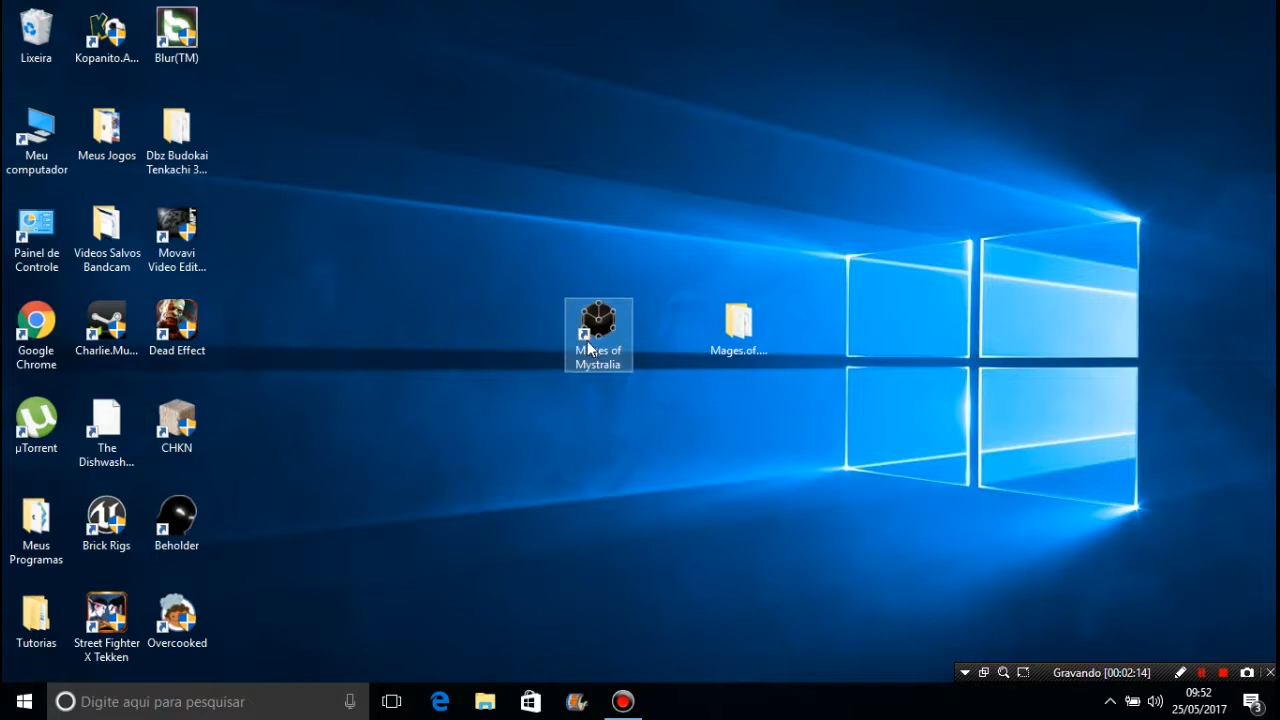 Lixeira
Kopanito.A...
Blur(TM)
Meu
computador
Meus Jogos
Dbz Budokai
Tenkachi 3...
Painel de
Controle
Videos Salvos
Bandcam
Movavi
Video Edit...
Google
Chrome
Charlie.Mu...
Dead Effect
µTorrent
The
Dishwash...
CHKN
Meus
Programas
Brick Rigs
Beholder
Tutorias
Street Fighter
X Tekken
Overcooked
Mages of
Mystralia
Mages.of....
Gravando [00:02:14]
Digite aqui para pesquisar
09:52
25/05/2017
3